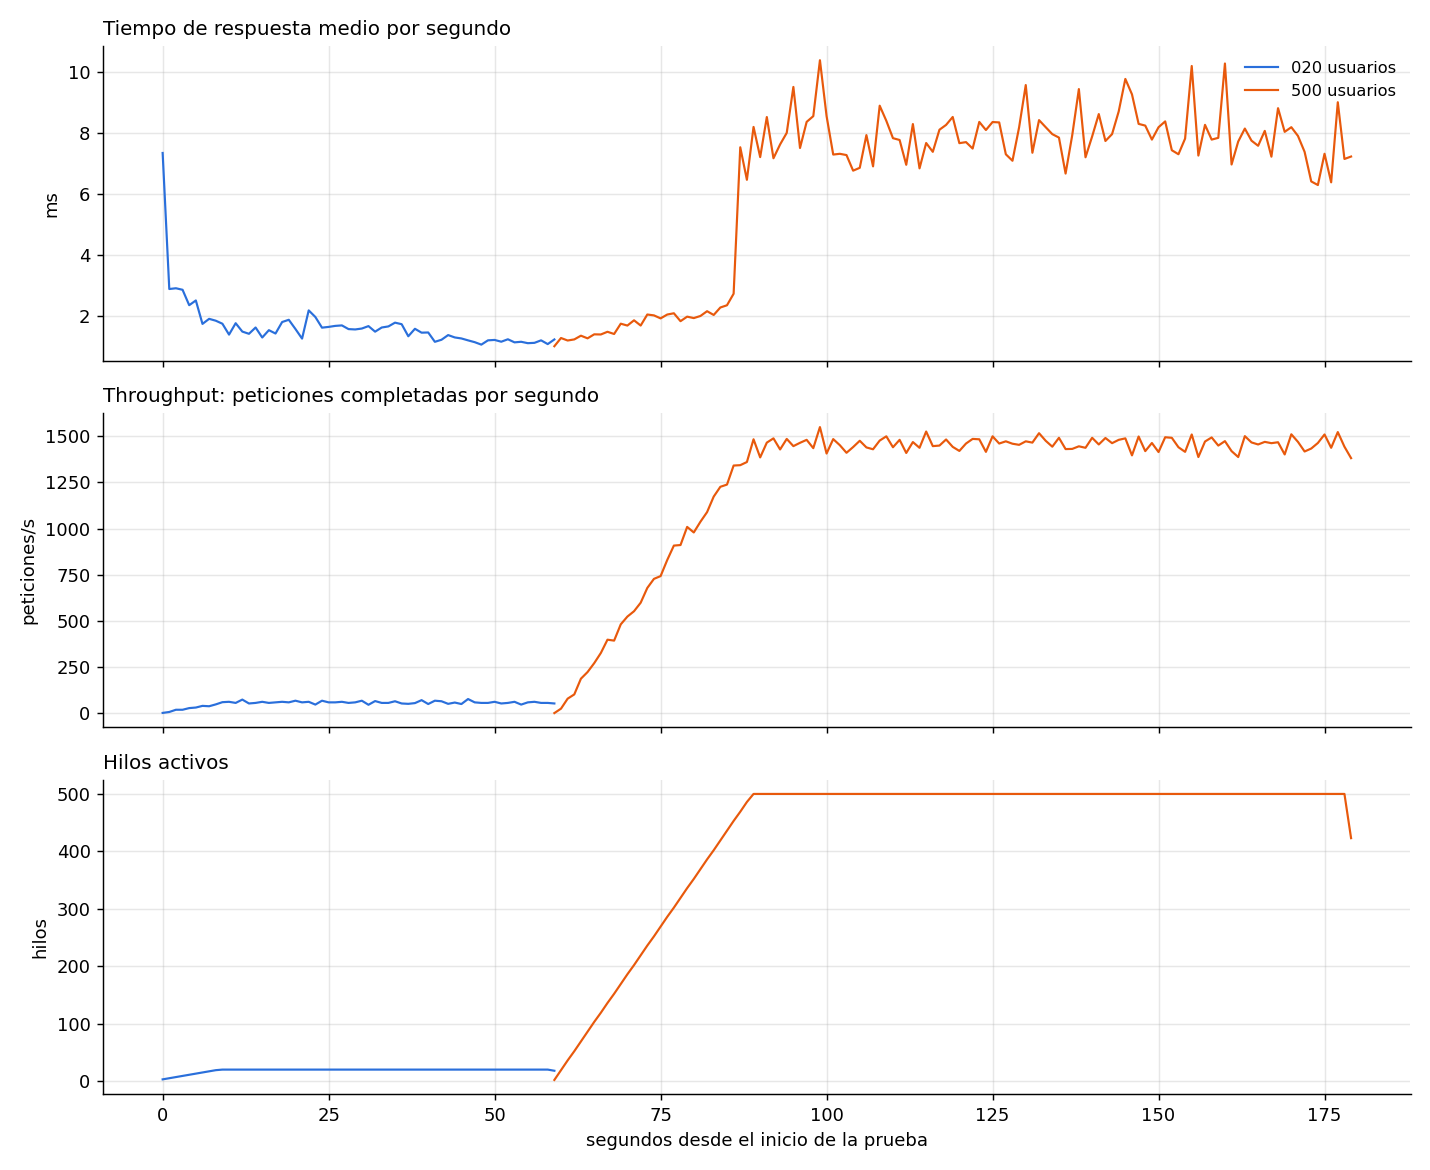 Tiempo de respuesta medio por segundo
020 usuarios
500 usuarios
10
8
6
4
2
ms
Throughput: peticiones completadas por segundo
1500
1250
1000
750
500
250
0
peticiones/s
Hilos activos
500
400
300
200
100
0
hilos
0 25 50 75 100 125 150 175
segundos desde el inicio de la prueba